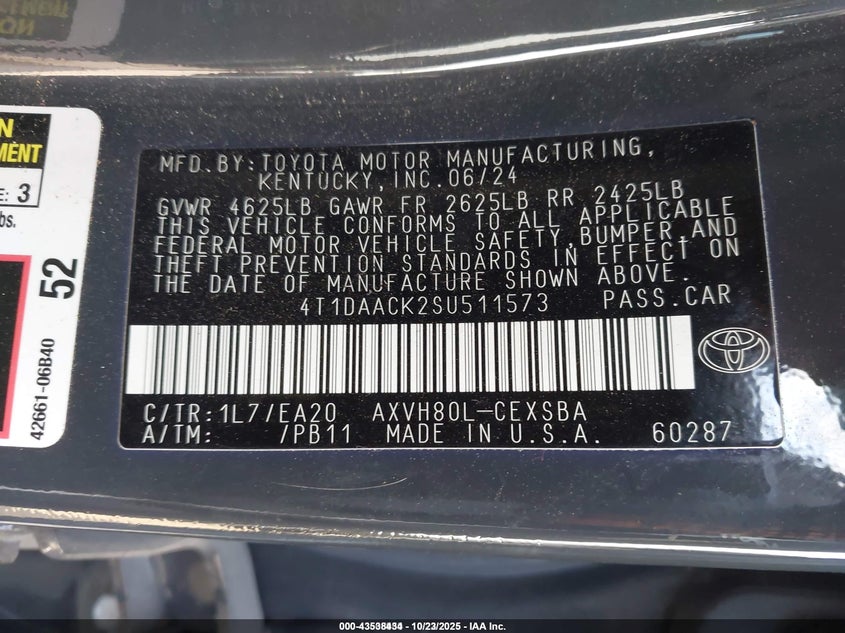 MFD.BY:TOYOTA MOTOR MANUFACTURING,
KENTUCKY,INC.06/24
GVWR 4625LB GAWR FR 2625LB RR 2425LB
THIS VEHICLE CONFORMS TO ALL APPLICABLE
FEDERAL MOTOR VEHICLE SAFETY,BUMPER,AND
THEFT PREVENTION STANDARDS IN EFFECT ON
THE DATE OF MANUFACTURE SHOWN ABOVE.
4T1DAACK2SU511573 PASS.CAR
C/TR:1L7/EA20 AXVH80L-CEXSBA
A/TM: /PB11 MADE IN U.S.A. 60287
N
MENT
E: 3
bs.
52
42661-06B40
000-43538434 | 10/23/2025 - IAA Inc.